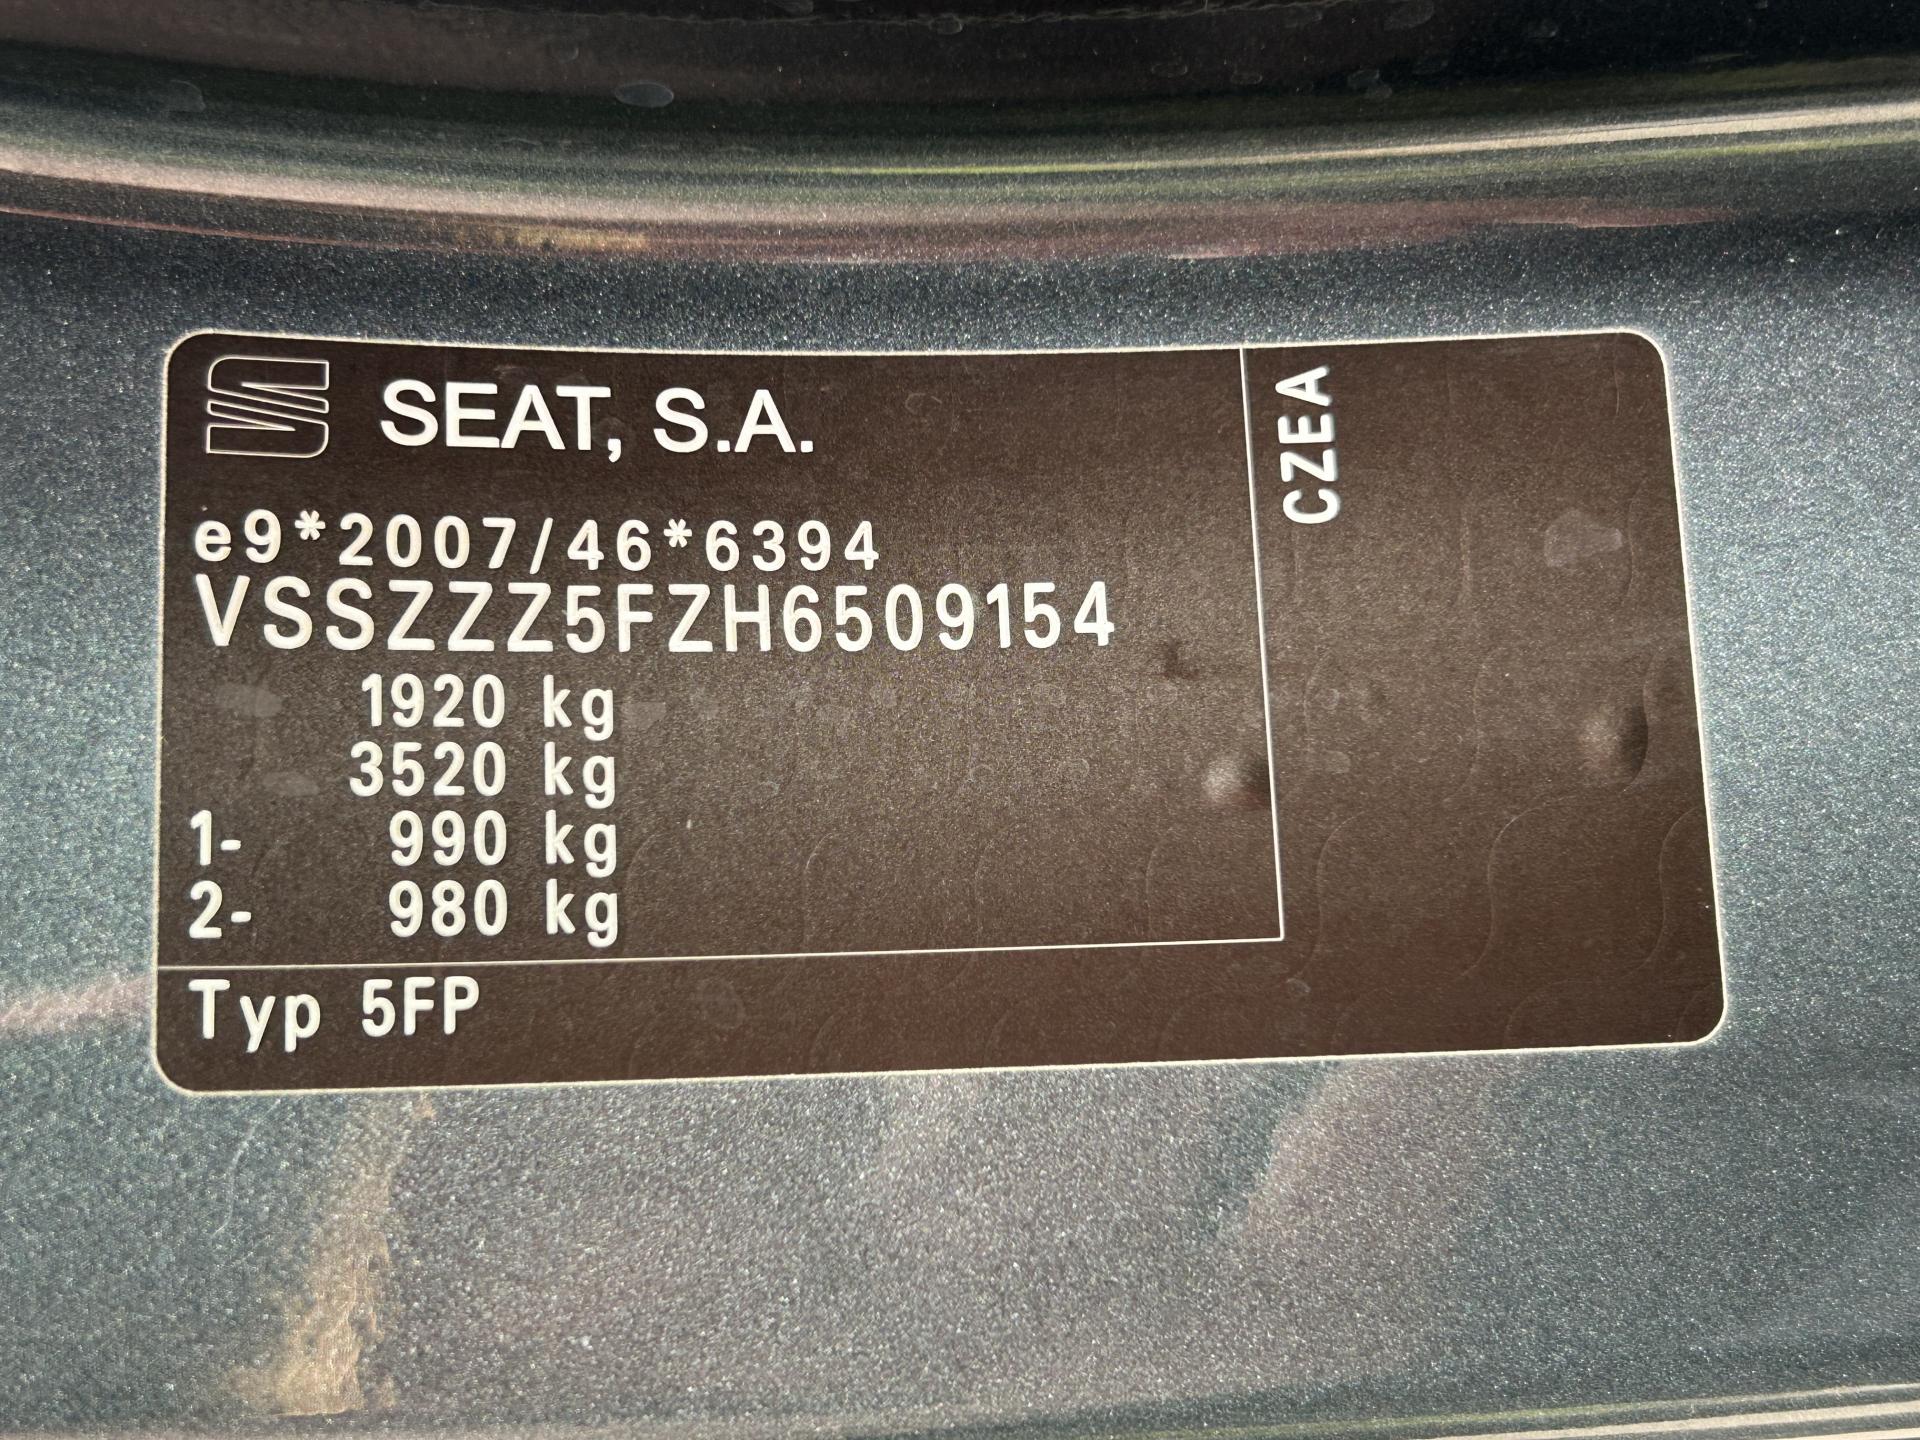 SEAT, S.A.
e9*2007/46*6394
VSSZZZ5FZH6509154
1920 kg
3520 kg
1- 990 kg
2- 980 kg
Typ 5FP
CZEA